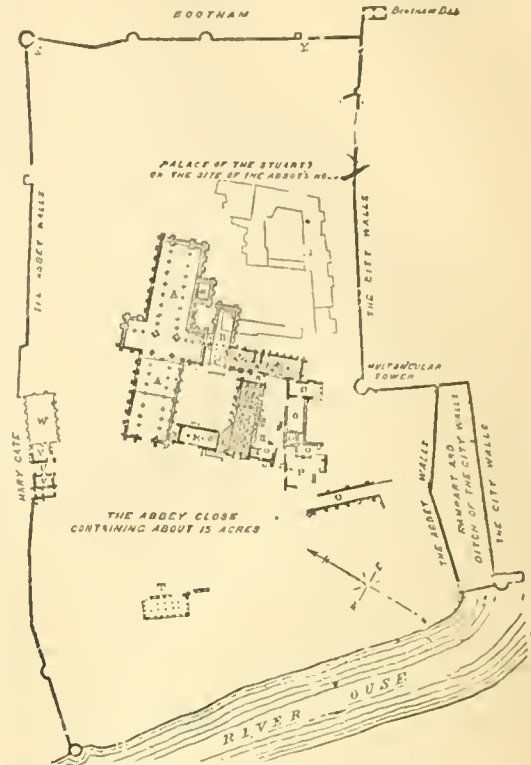 BOOTHAM
Bootham Bar
Y
PALACE OF THE STUARTS
ON THE SITE OF THE ABBOT'S
THE ABBEY WALLS
THE CITY WALLS
A
A
MULTANGULAR
TOWER
W
MARY GATE
THE ABBEY WALLS
RAMPART AND
DITCH OF THE CITY WALLS
THE CITY WALLS
THE ABBEY CLOSE
CONTAINING ABOUT 15 ACRES
T
RIVER OUSE